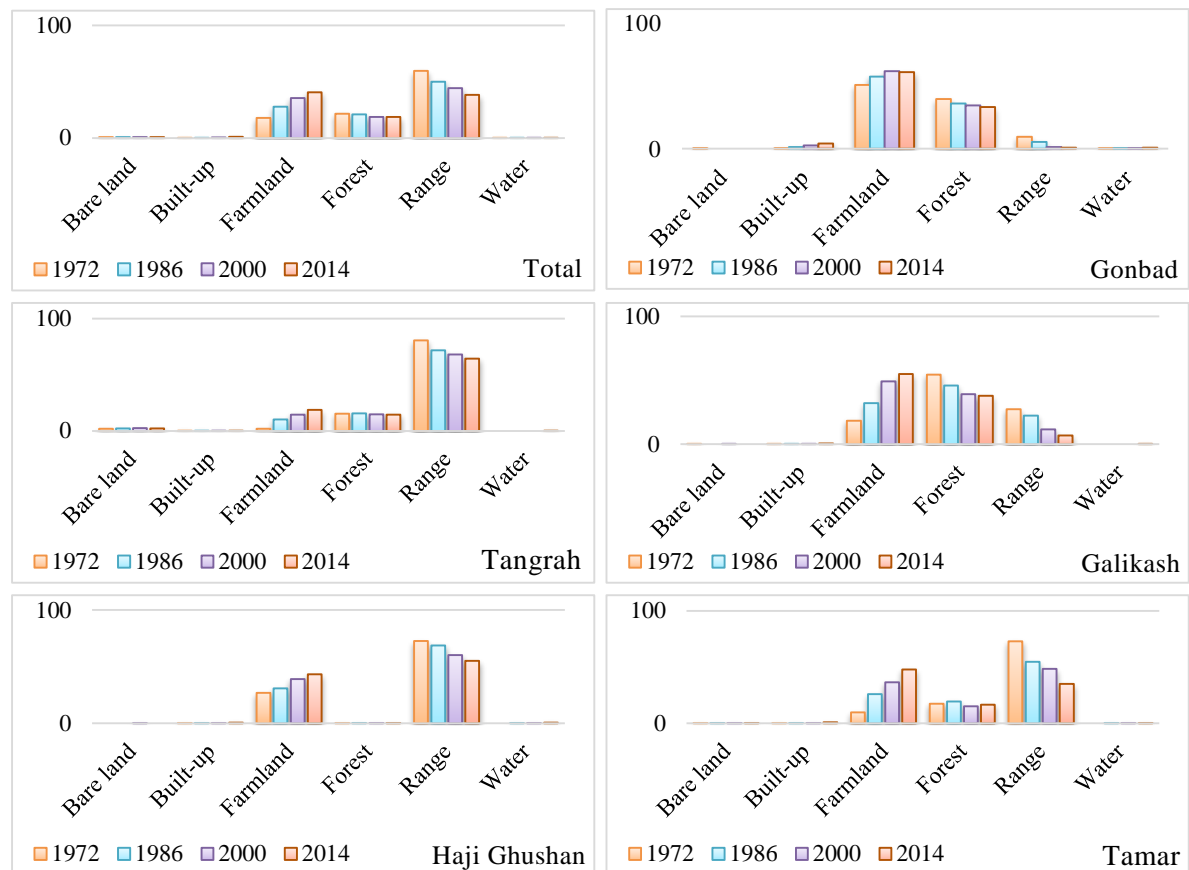 100
0
Bare land
Built-up
Farmland
Forest
Range
Water
1972 1986 2000 2014
Total
100
0
Bare land
Built-up
Farmland
Forest
Range
Water
1972 1986 2000 2014
Gonbad
100
0
Bare land
Built-up
Farmland
Forest
Range
Water
1972 1986 2000 2014
Tangrah
100
0
Bare land
Built-up
Farmland
Forest
Range
Water
1972 1986 2000 2014
Galikash
100
0
Bare land
Built-up
Farmland
Forest
Range
Water
1972 1986 2000 2014
Haji Ghushan
100
0
Bare land
Built-up
Farmland
Forest
Range
Water
1972 1986 2000 2014
Tamar